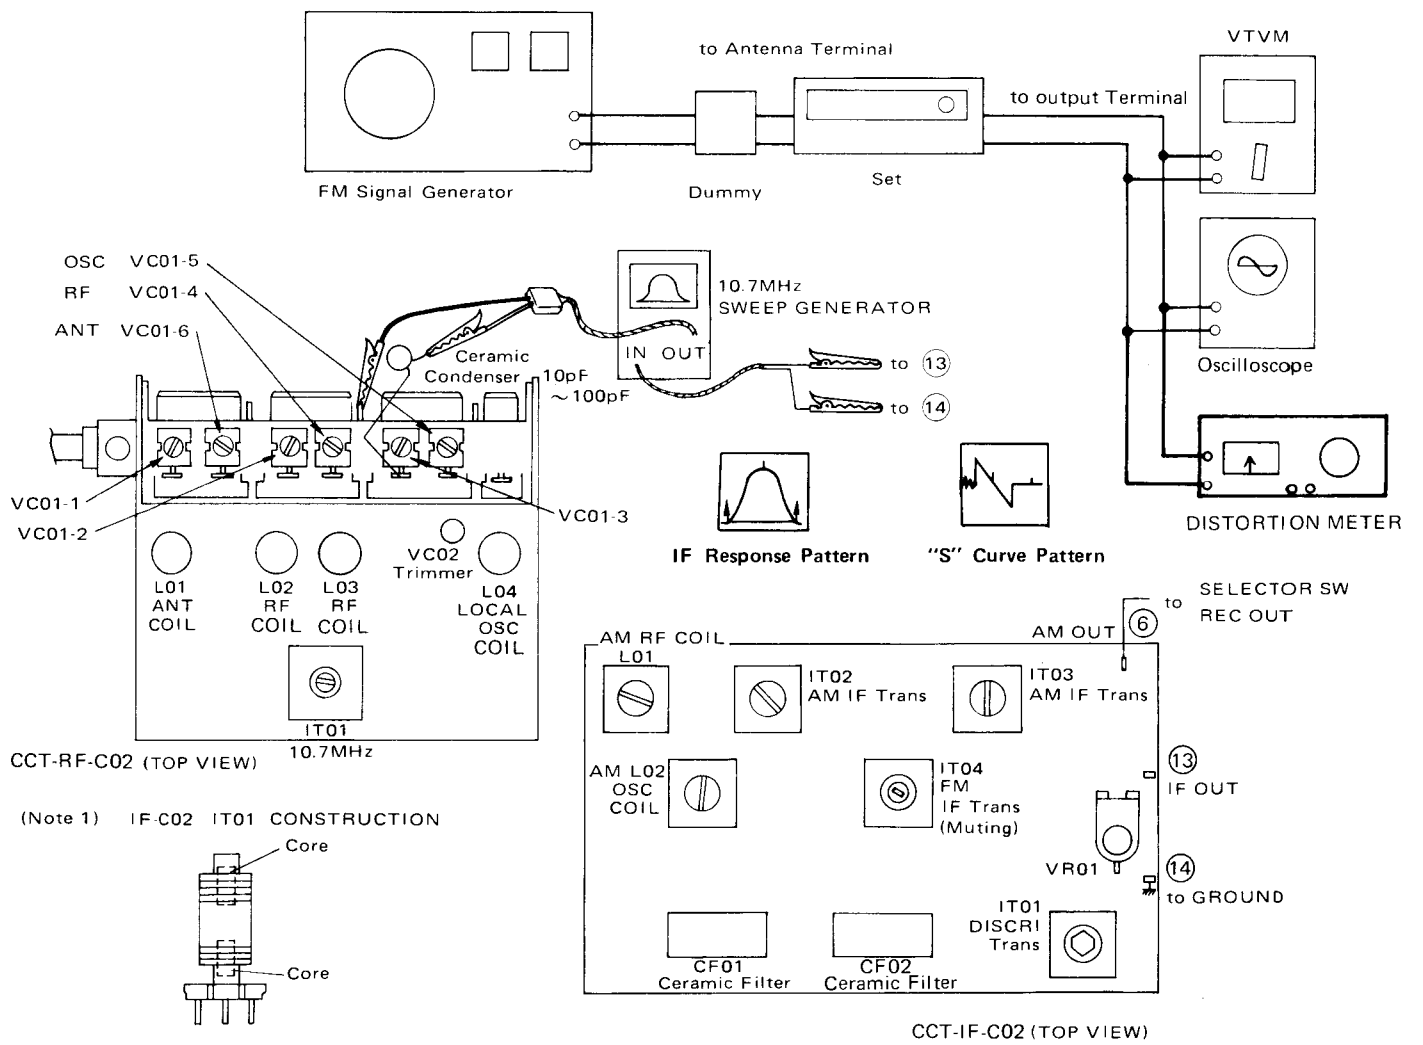 VTVM
to Antenna Terminal
to output Terminal
FM Signal Generator
Dummy
Set
OSC VC01-5
RF VC01-4
ANT VC01-6
10.7MHz
SWEEP GENERATOR
IN OUT
Ceramic
Condenser 10pF
~100pF
to 13
to 14
Oscilloscope
VC01-1
VC01-2
VC01-3
DISTORTION METER
IF Response Pattern
"S" Curve Pattern
VC02
Trimmer
L01
ANT
COIL
L02
RF
COIL
L03
RF
COIL
L04
LOCAL
OSC
COIL
IT01
10.7MHz
CCT-RF-C02 (TOP VIEW)
to SELECTOR SW
REC OUT
AM OUT 6
AM RF COIL
L01
IT02
AM IF Trans
IT03
AM IF Trans
AM L02
OSC
COIL
IT04
FM
IF Trans
(Muting)
13
IF OUT
VR01
14
to GROUND
IT01
DISCRI
Trans
CF01
Ceramic Filter
CF02
Ceramic Filter
CCT-IF-C02 (TOP VIEW)
(Note 1) IF-C02 IT01 CONSTRUCTION
Core
Core